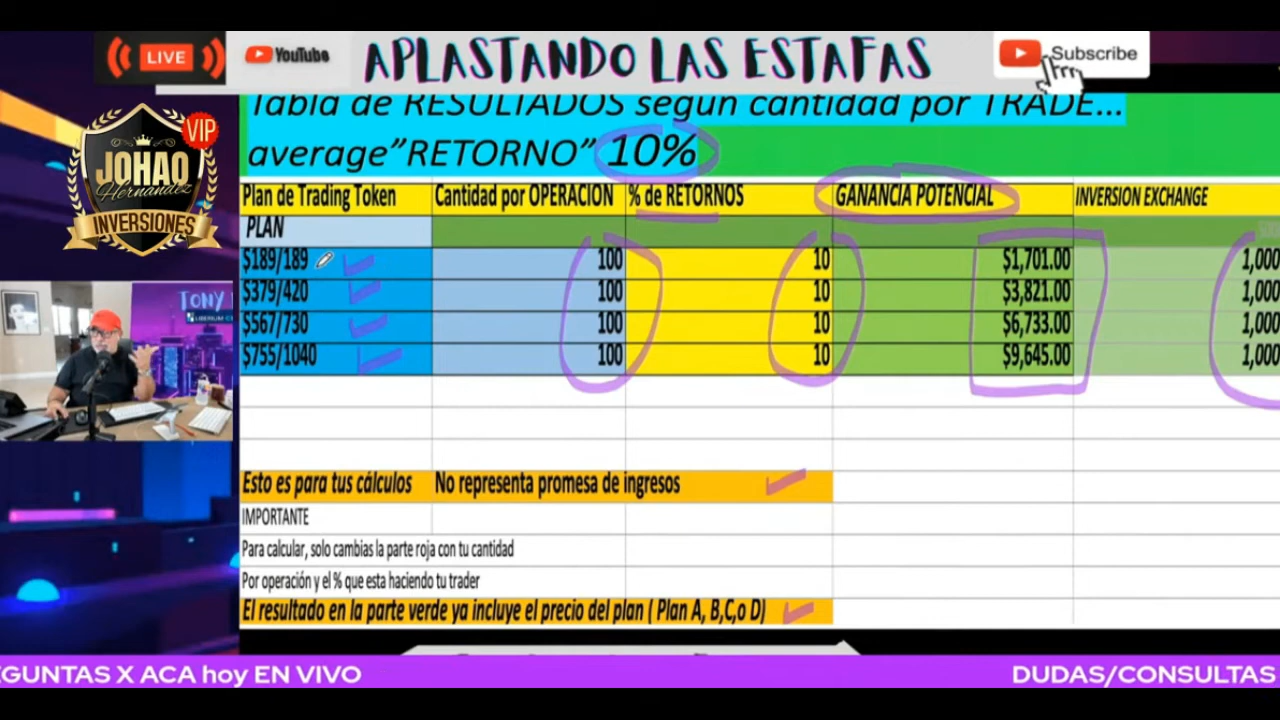 LIVE
YouTube
APLASTANDO LAS ESTAFAS
Subscribe
Tabla de RESULTADOS según cantidad por TRADE...
average"RETORNO" 10%
VIP
JOHAO
Hernandez
INVERSIONES
Plan de Trading Token Cantidad por OPERACION % de RETORNOS GANANCIA POTENCIAL INVERSION EXCHANGE
PLAN
$189/189 100 10 $1,701.00 1,000
$379/420 100 10 $3,821.00 1,000
$567/730 100 10 $6,733.00 1,000
$755/1040 100 10 $9,645.00 1,000
TONY
LIBERIUM
Esto es para tus cálculos No representa promesa de ingresos
IMPORTANTE
Para calcular, solo cambias la parte roja con tu cantidad
Por operación y el % que esta haciendo tu trader
El resultado en la parte verde ya incluye el precio del plan ( Plan A, B,C,o D)
EGUNTAS X ACA hoy EN VIVO
DUDAS/CONSULTAS